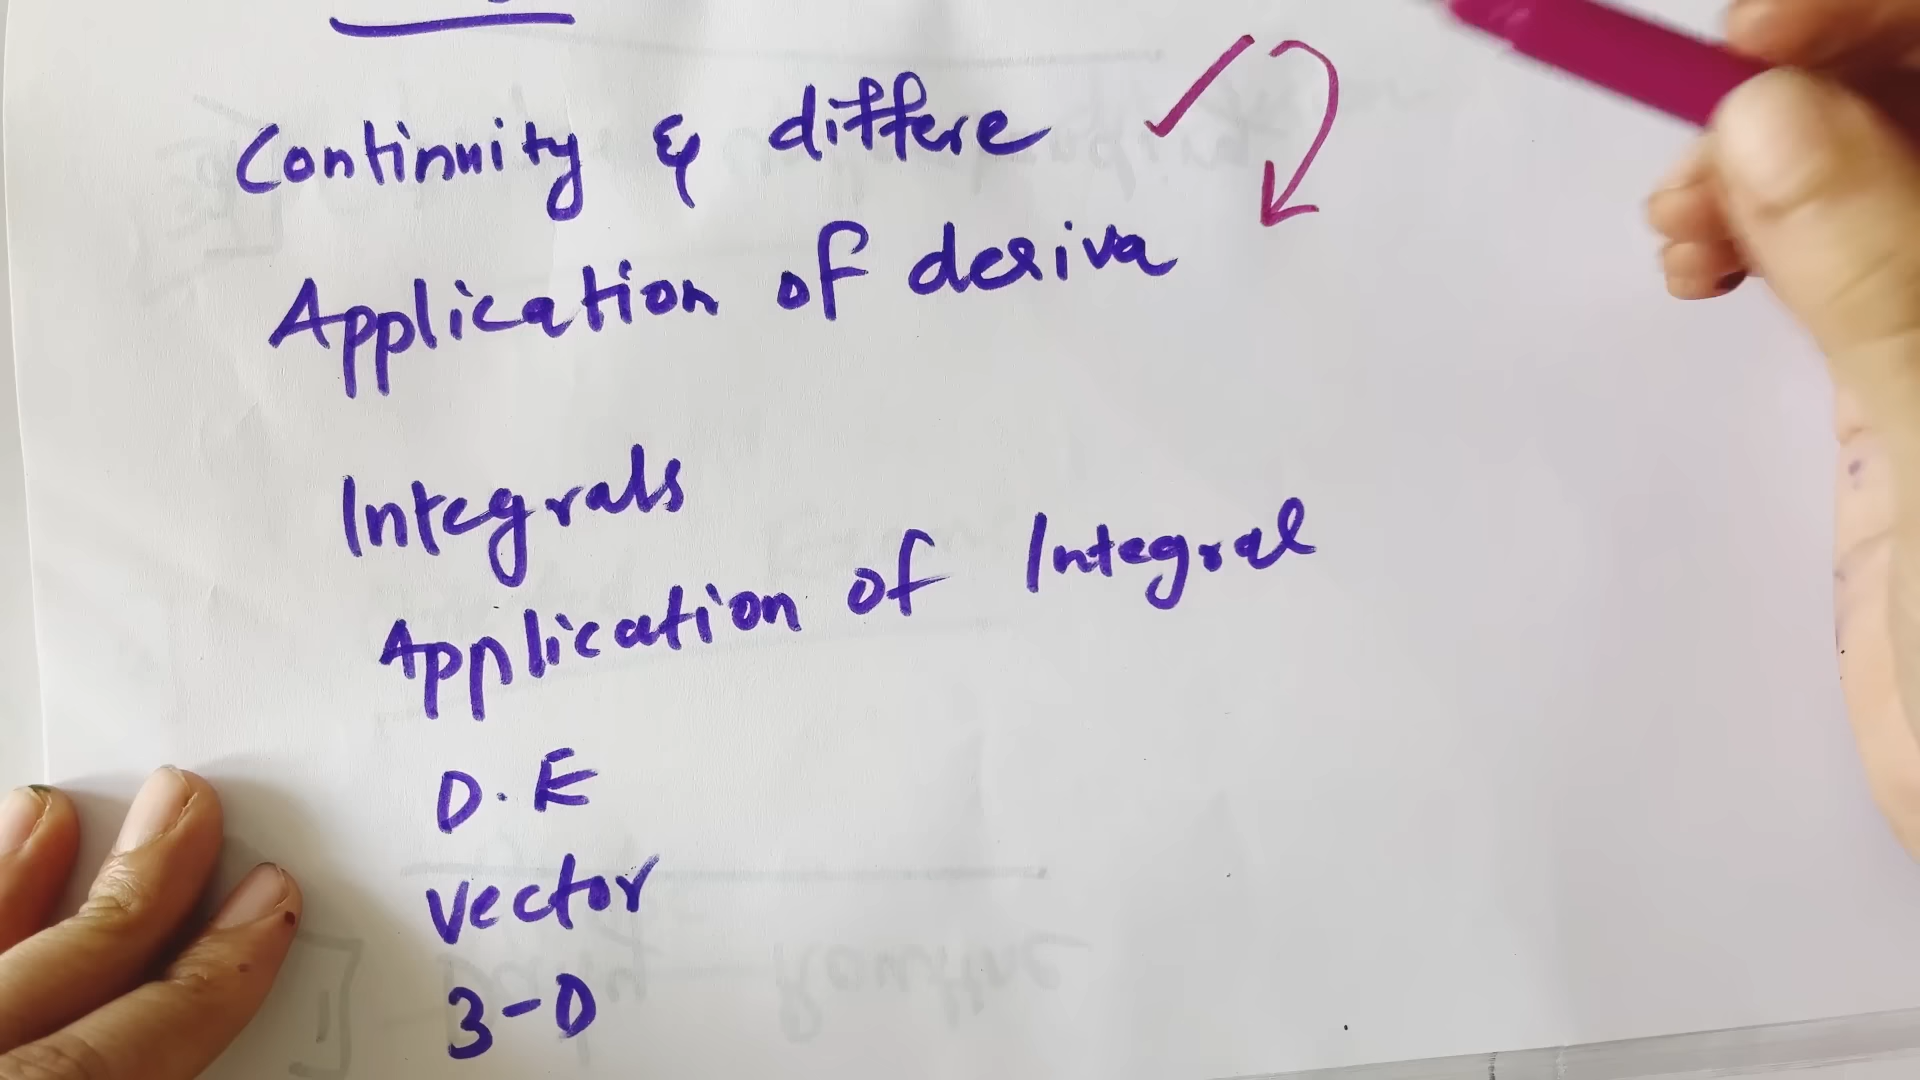 Continuity & differe
Application of deriva
Integrals
Application of Integral
D.E
vector
3-D